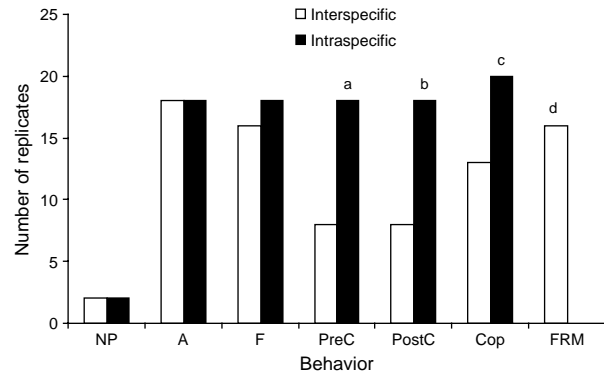 Interspecific
Intraspecific
Number of replicates
25
20
15
10
5
0
a
b
c
d
NP A F PreC PostC Cop FRM
Behavior